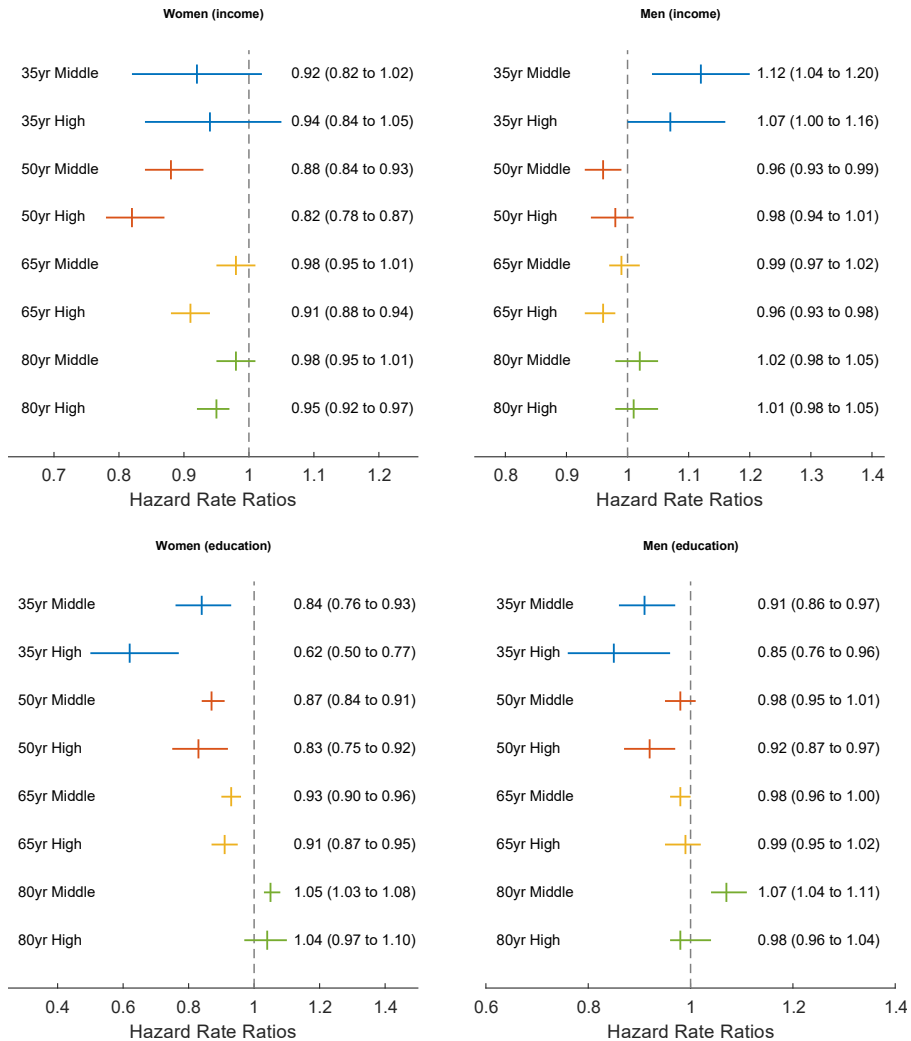 Women (income)
35yr Middle 0.92 (0.82 to 1.02)
35yr High 0.94 (0.84 to 1.05)
50yr Middle 0.88 (0.84 to 0.93)
50yr High 0.82 (0.78 to 0.87)
65yr Middle 0.98 (0.95 to 1.01)
65yr High 0.91 (0.88 to 0.94)
80yr Middle 0.98 (0.95 to 1.01)
80yr High 0.95 (0.92 to 0.97)
0.7 0.8 0.9 1 1.1 1.2
Hazard Rate Ratios
Men (income)
35yr Middle 1.12 (1.04 to 1.20)
35yr High 1.07 (1.00 to 1.16)
50yr Middle 0.96 (0.93 to 0.99)
50yr High 0.98 (0.94 to 1.01)
65yr Middle 0.99 (0.97 to 1.02)
65yr High 0.96 (0.93 to 0.98)
80yr Middle 1.02 (0.98 to 1.05)
80yr High 1.01 (0.98 to 1.05)
0.8 0.9 1 1.1 1.2 1.3 1.4
Hazard Rate Ratios
Women (education)
35yr Middle 0.84 (0.76 to 0.93)
35yr High 0.62 (0.50 to 0.77)
50yr Middle 0.87 (0.84 to 0.91)
50yr High 0.83 (0.75 to 0.92)
65yr Middle 0.93 (0.90 to 0.96)
65yr High 0.91 (0.87 to 0.95)
80yr Middle 1.05 (1.03 to 1.08)
80yr High 1.04 (0.97 to 1.10)
0.4 0.6 0.8 1 1.2 1.4
Hazard Rate Ratios
Men (education)
35yr Middle 0.91 (0.86 to 0.97)
35yr High 0.85 (0.76 to 0.96)
50yr Middle 0.98 (0.95 to 1.01)
50yr High 0.92 (0.87 to 0.97)
65yr Middle 0.98 (0.96 to 1.00)
65yr High 0.99 (0.95 to 1.02)
80yr Middle 1.07 (1.04 to 1.11)
80yr High 0.98 (0.96 to 1.04)
0.6 0.8 1 1.2 1.4
Hazard Rate Ratios